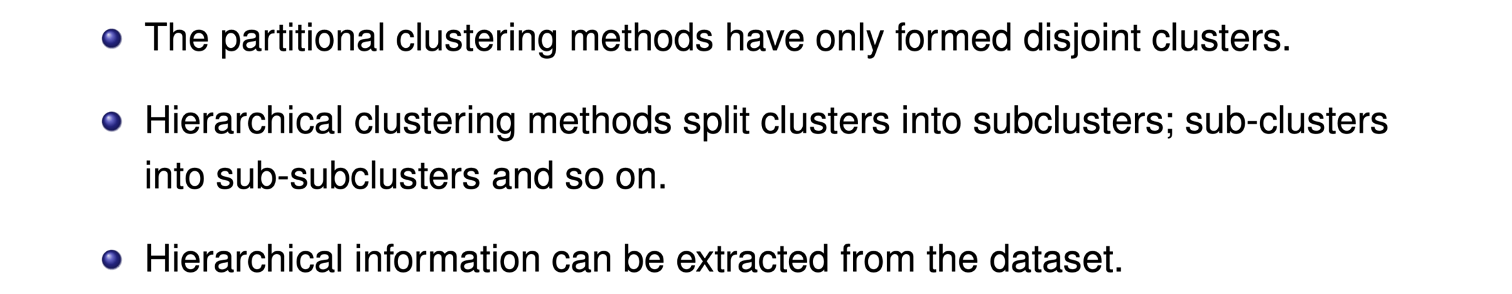 The partitional clustering methods have only formed disjoint clusters.
Hierarchical clustering methods split clusters into subclusters; sub-clusters
into sub-subclusters and so on.
Hierarchical information can be extracted from the dataset.